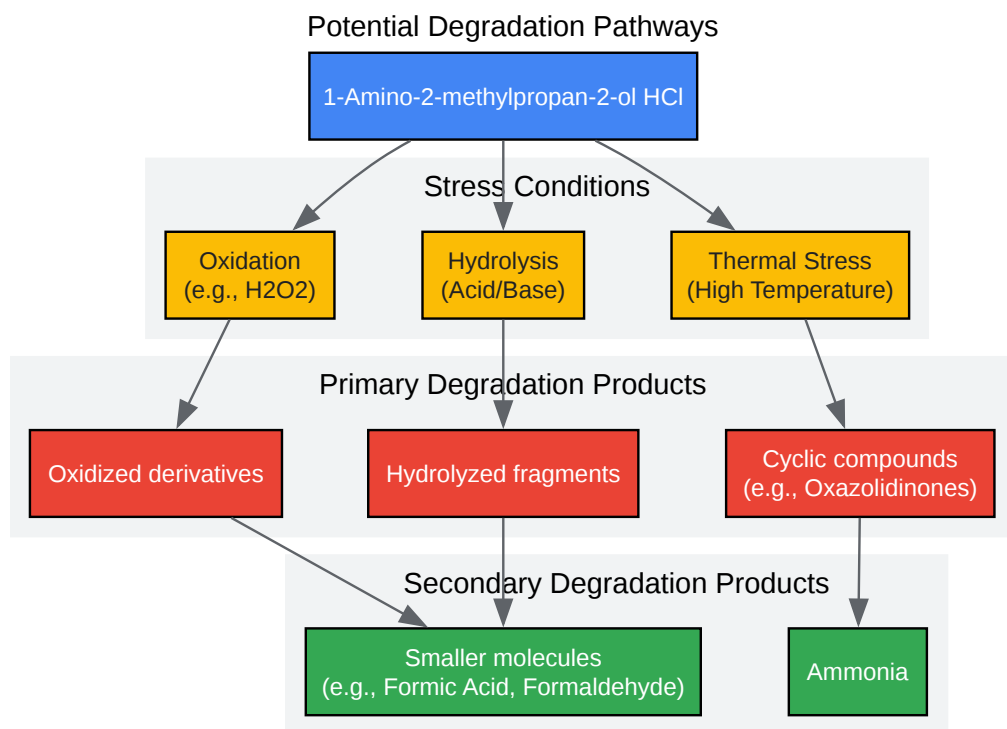 Potential Degradation Pathways
1-Amino-2-methylpropan-2-ol HCl
Stress Conditions
Oxidation
(e.g., H2O2)
Hydrolysis
(Acid/Base)
Thermal Stress
(High Temperature)
Primary Degradation Products
Oxidized derivatives
Hydrolyzed fragments
Cyclic compounds
(e.g., Oxazolidinones)
Secondary Degradation Products
Smaller molecules
(e.g., Formic Acid, Formaldehyde)
Ammonia